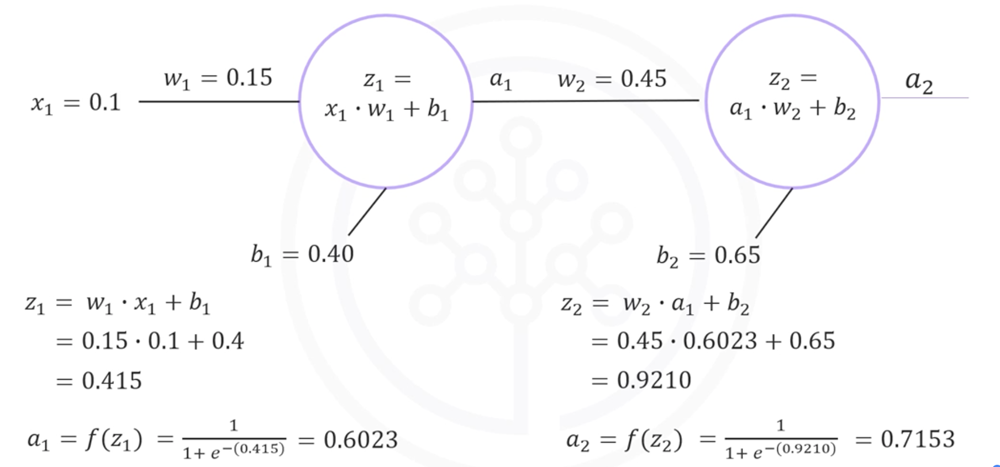 x₁ = 0.1
w₁ = 0.15
z₁ =
x₁ · w₁ + b₁
a₁
w₂ = 0.45
z₂ =
a₁ · w₂ + b₂
a₂
b₁ = 0.40
b₂ = 0.65
z₁ = w₁ · x₁ + b₁
= 0.15 · 0.1 + 0.4
= 0.415
a₁ = f(z₁) = 1/(1+ e^−(0.415)) = 0.6023
z₂ = w₂ · a₁ + b₂
= 0.45 · 0.6023 + 0.65
= 0.9210
a₂ = f(z₂) = 1/(1+ e^−(0.9210)) = 0.7153